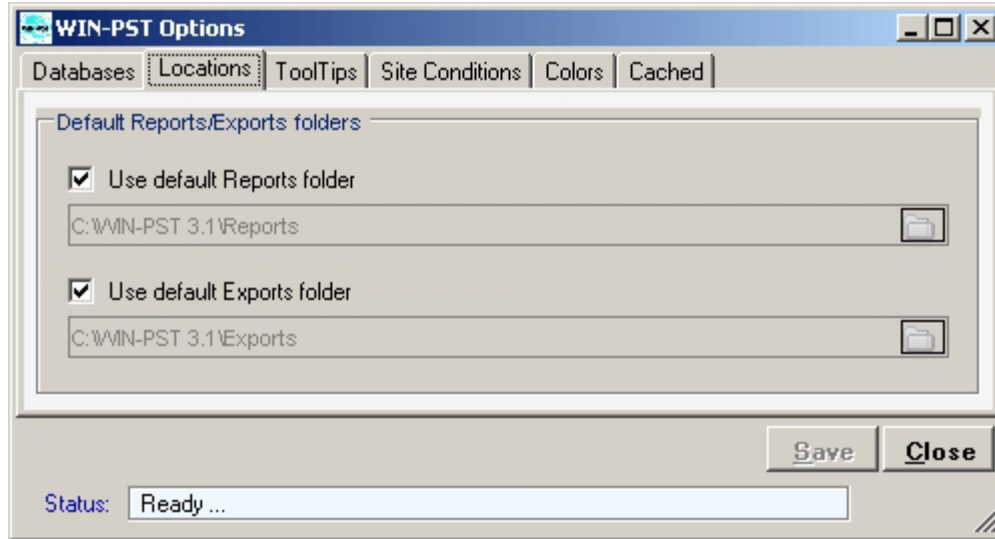 WIN-PST Options
Databases Locations ToolTips Site Conditions Colors Cached
Default Reports/Exports folders
Use default Reports folder
C:\WIN-PST 3.1\Reports
Use default Exports folder
C:\WIN-PST 3.1\Exports
Save Close
Status: Ready ...